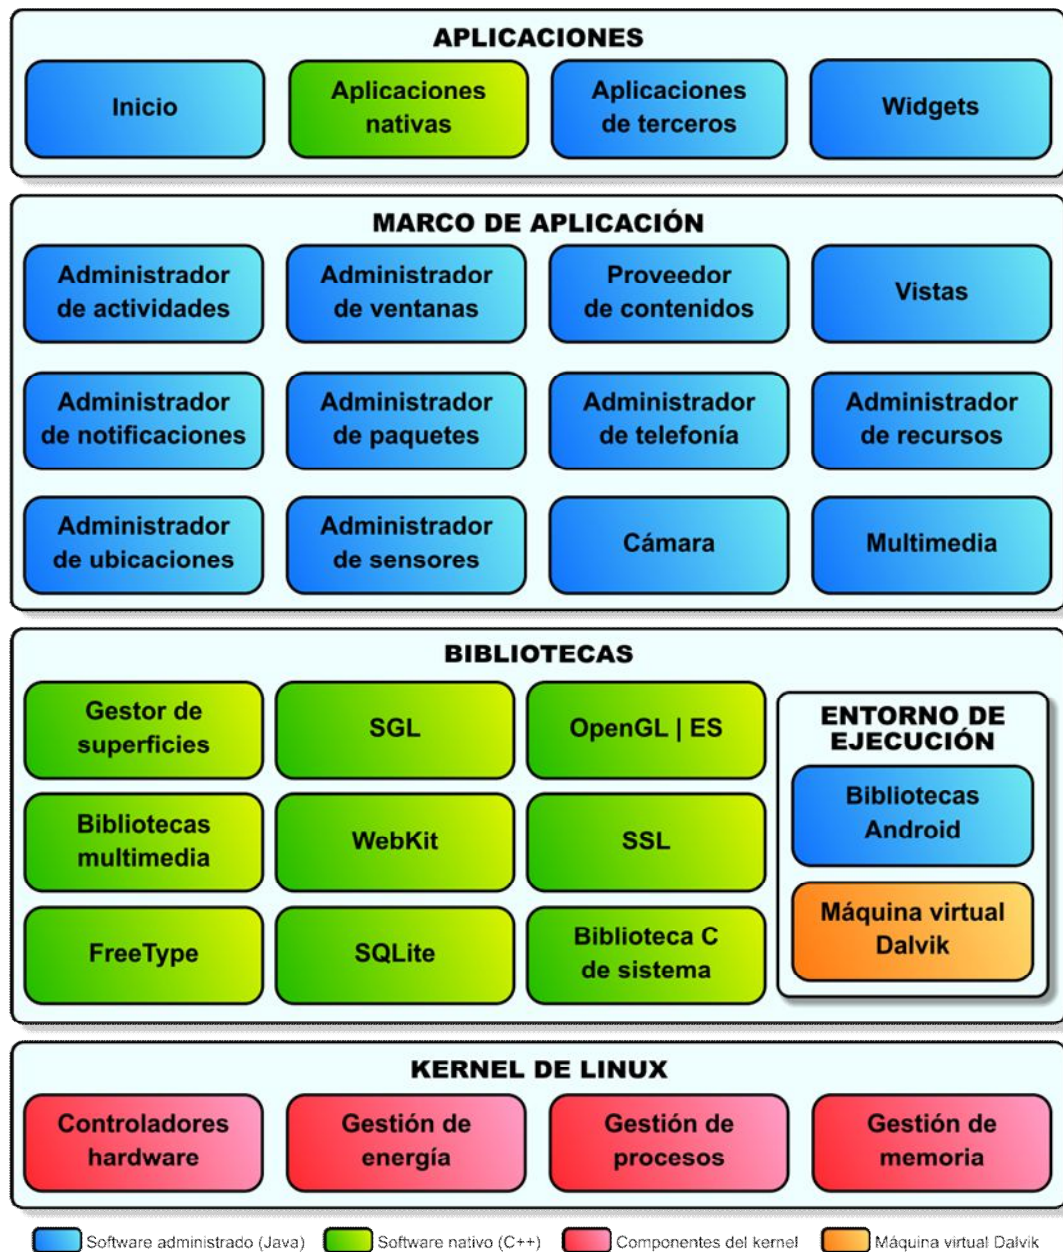 APLICACIONES
Inicio
Aplicaciones
nativas
Aplicaciones
de terceros
Widgets
MARCO DE APLICACIÓN
Administrador
de actividades
Administrador
de ventanas
Proveedor
de contenidos
Vistas
Administrador
de notificaciones
Administrador
de paquetes
Administrador
de telefonía
Administrador
de recursos
Administrador
de ubicaciones
Administrador
de sensores
Cámara
Multimedia
BIBLIOTECAS
Gestor de
superficies
SGL
OpenGL | ES
Bibliotecas
multimedia
WebKit
SSL
FreeType
SQLite
Biblioteca C
de sistema
ENTORNO DE
EJECUCIÓN
Bibliotecas
Android
Máquina virtual
Dalvik
KERNEL DE LINUX
Controladores
hardware
Gestión de
energía
Gestión de
procesos
Gestión de
memoria
Software administrado (Java)
Software nativo (C++)
Componentes del kernel
Máquina virtual Dalvik